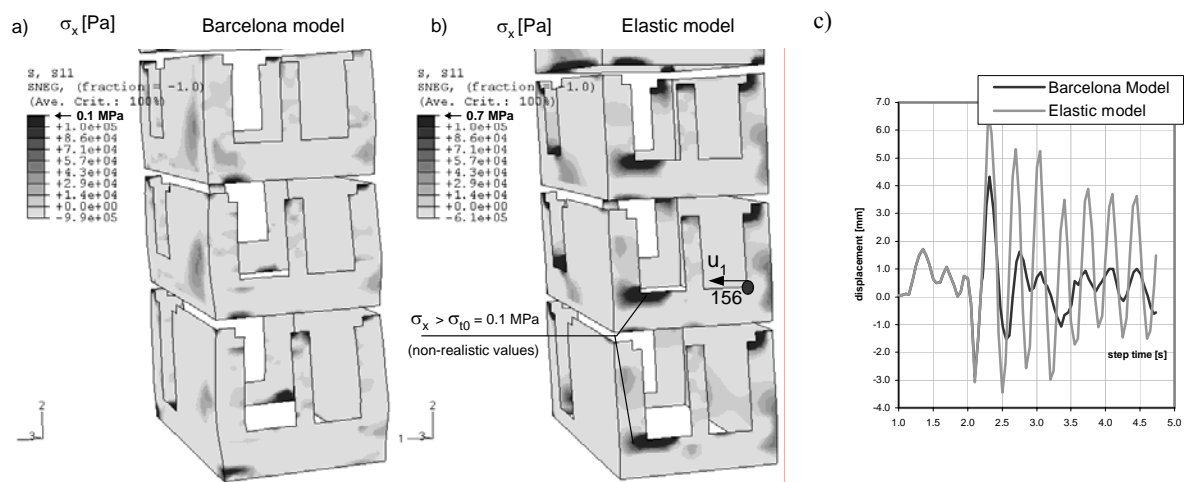 a) σx [Pa] Barcelona model
S, S11
SNEG, (fraction = -1.0)
(Ave. Crit.: 100%)
0.1 MPa
+1.0e+05
+8.6e+04
+7.1e+04
+5.7e+04
+4.3e+04
+2.9e+04
+1.4e+04
+0.0e+00
-9.9e+05
2
3
b) σx [Pa] Elastic model
S, S11
SNEG, (fraction = -1.0)
(Ave. Crit.: 100%)
0.7 MPa
+1.0e+05
+8.6e+04
+7.1e+04
+5.7e+04
+4.3e+04
+2.9e+04
+1.4e+04
+0.0e+00
-6.1e+05
u1
156
σx > σt0 = 0.1 MPa
(non-realistic values)
2
1 3
c)
Barcelona Model
Elastic model
displacement [mm]
7.0
6.0
5.0
4.0
3.0
2.0
1.0
0.0
-1.0
-2.0
-3.0
-4.0
step time [s]
1.0 1.5 2.0 2.5 3.0 3.5 4.0 4.5 5.0